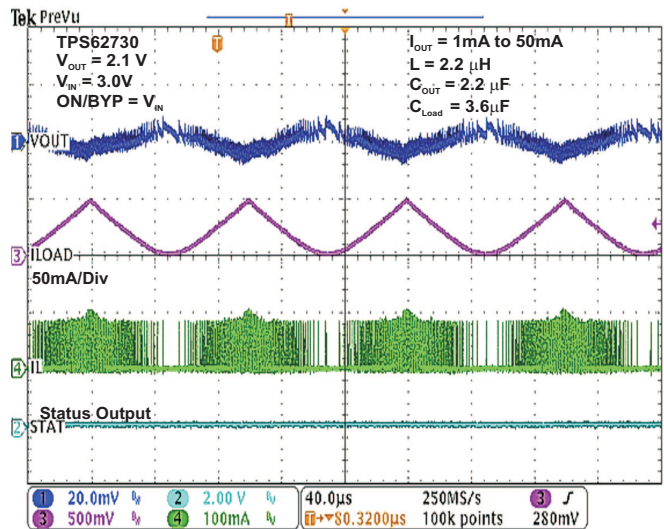 Tek PreVu
T
T
TPS62730
VOUT = 2.1 V
VIN = 3.0V
ON/BYP = VIN
IOUT = 1mA to 50mA
L = 2.2 µH
COUT = 2.2 µF
CLoad = 3.6µF
1 VOUT
3 ILOAD
50mA/Div
4 IL
Status Output
2 STAT
1 20.0mV 2 2.00 V
3 500mV 4 100mA
40.0µs 250MS/s 3
T→▼80.3200µs 100k points 280mV